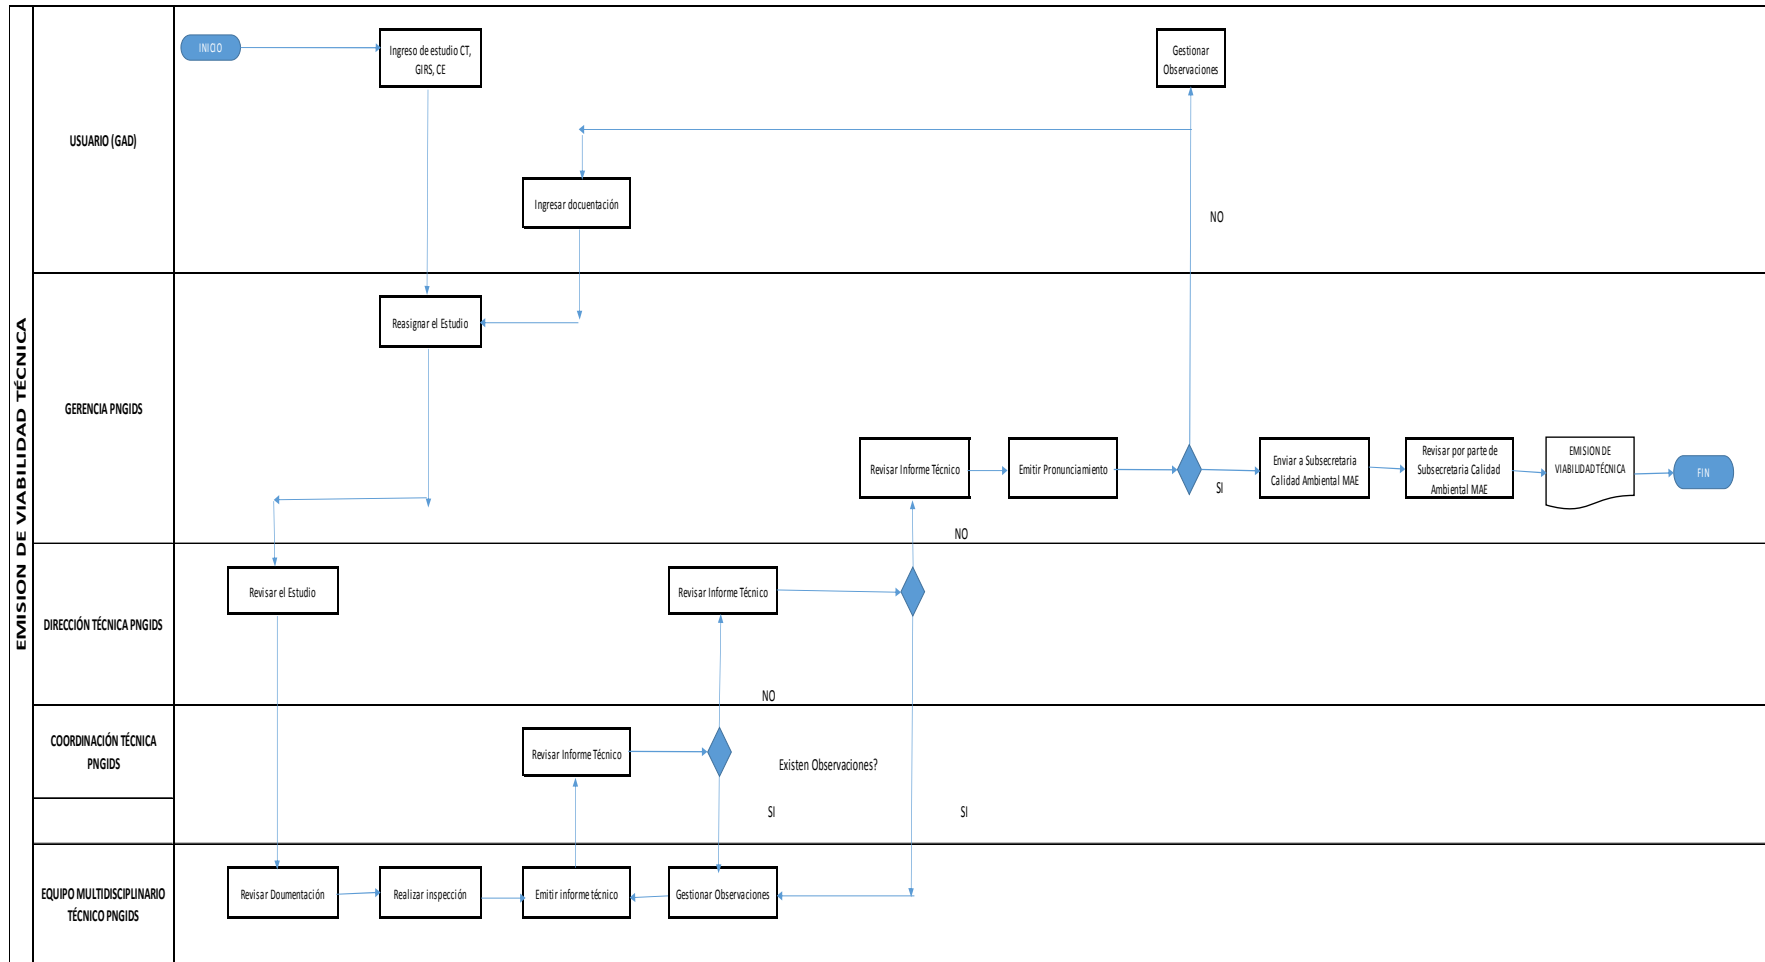 EMISION DE VIABILIDAD TÉCNICA
USUARIO (GAD)
INICIO
Ingreso de estudio CT,
GIRS, CE
Gestionar
Observaciones
Ingresar docuentación
NO
GERENCIA PNGIDS
Reasignar el Estudio
Revisar Informe Técnico
Emitir Pronunciamiento
SI
Enviar a Subsecretaria
Calidad Ambiental MAE
Revisar por parte de
Subsecretaria Calidad
Ambiental MAE
EMISION DE
VIABILIDAD TÉCNICA
FIN
NO
DIRECCIÓN TÉCNICA PNGIDS
Revisar el Estudio
Revisar Informe Técnico
NO
COORDINACIÓN TÉCNICA
PNGIDS
Revisar Informe Técnico
Existen Observaciones?
SI
SI
EQUIPO MULTIDISCIPLINARIO
TÉCNICO PNGIDS
Revisar Doumentación
Realizar inspección
Emitir informe técnico
Gestionar Observaciones